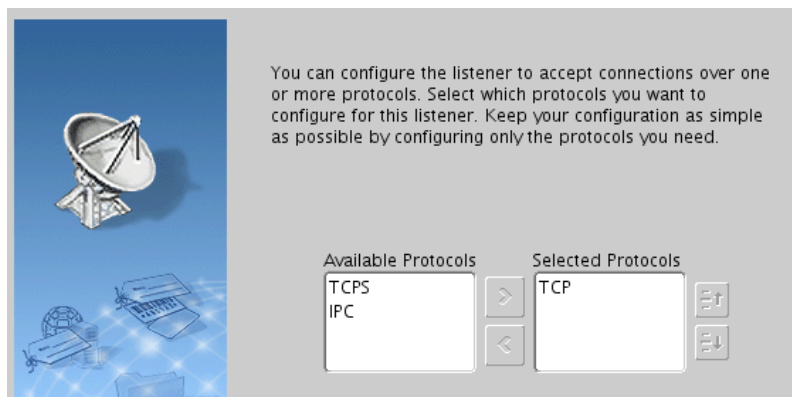 You can configure the listener to accept connections over one
or more protocols. Select which protocols you want to
configure for this listener. Keep your configuration as simple
as possible by configuring only the protocols you need.
Available Protocols
Selected Protocols
TCPS
IPC
TCP